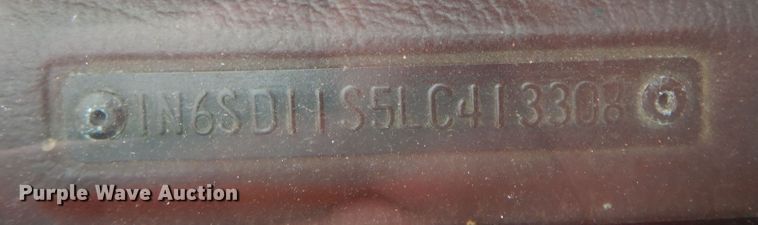 1N6SD11S5LC413308
Purple Wave Auction